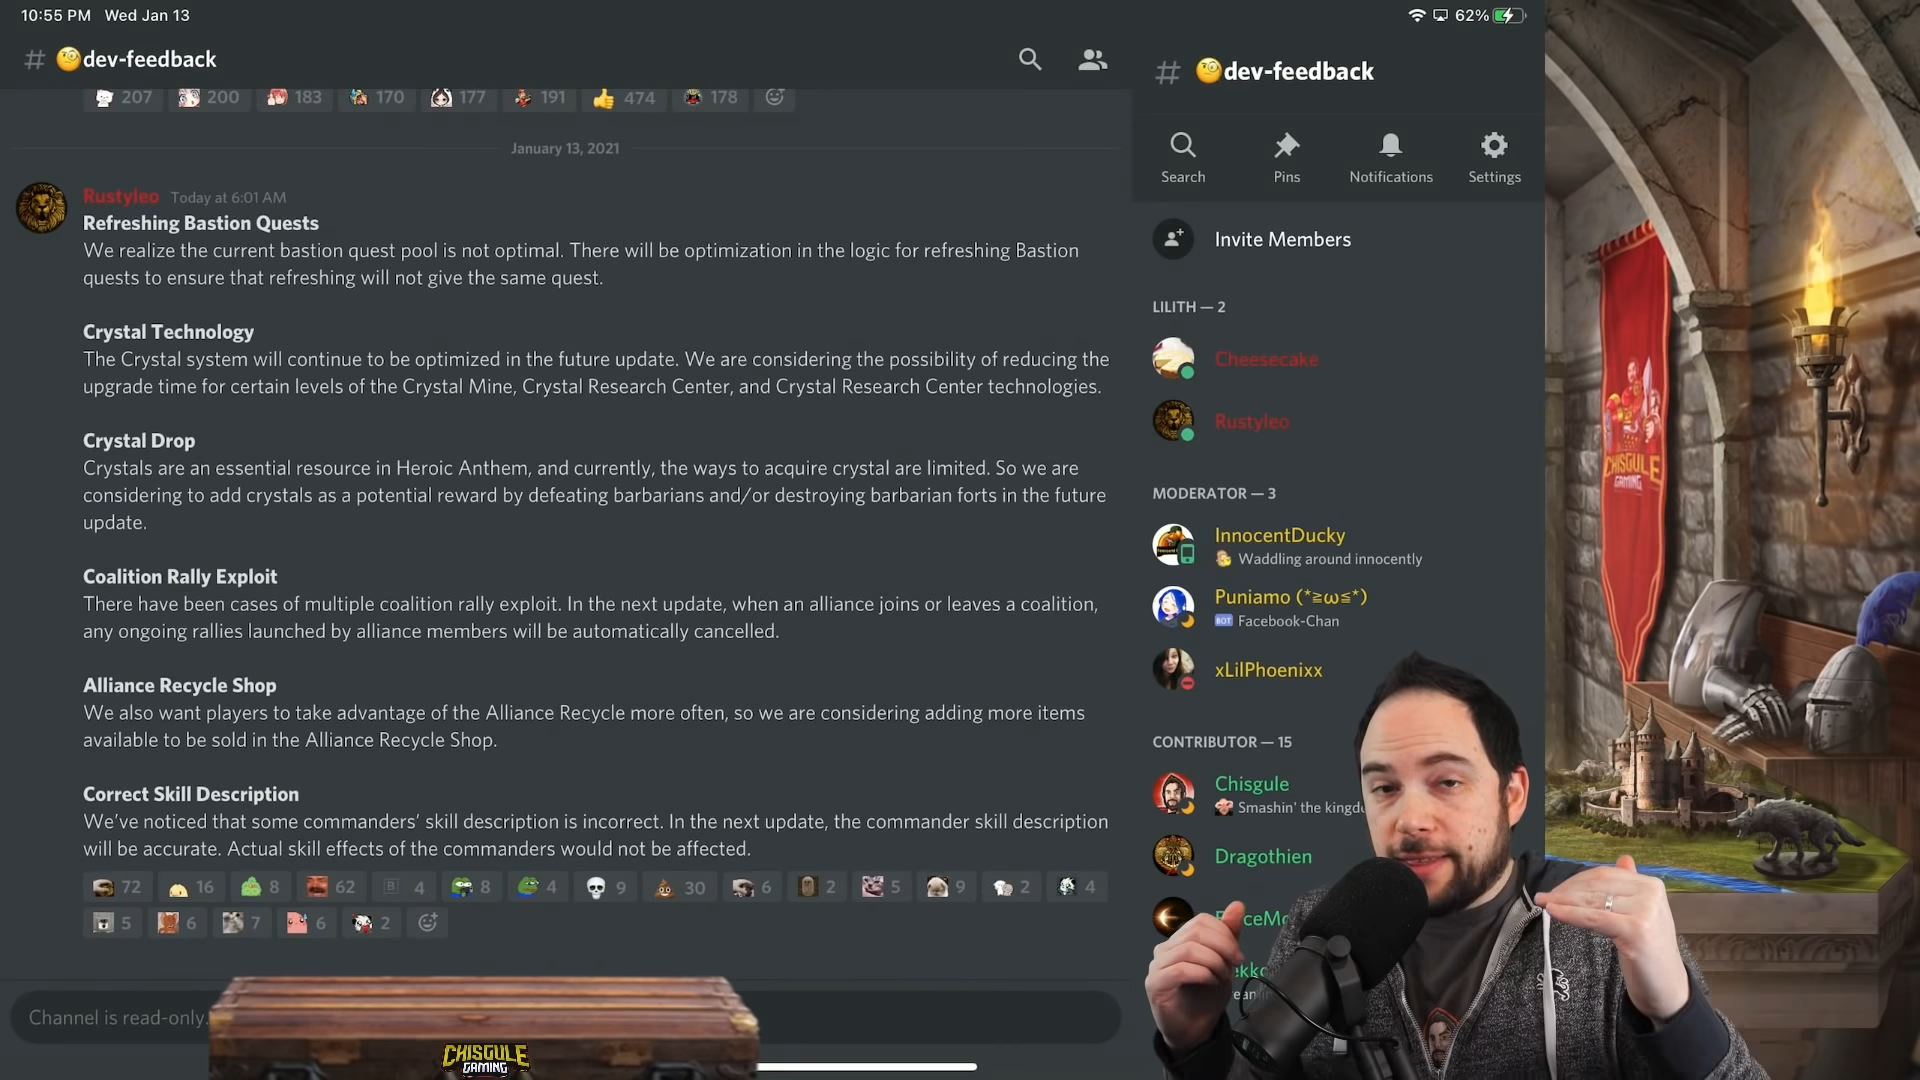 10:55 PM Wed Jan 13
62%
dev-feedback
207 200 183 170 177 191 474 178
January 13, 2021
Rustyleo Today at 6:01 AM
Refreshing Bastion Quests
We realize the current bastion quest pool is not optimal. There will be optimization in the logic for refreshing Bastion
quests to ensure that refreshing will not give the same quest.
Crystal Technology
The Crystal system will continue to be optimized in the future update. We are considering the possibility of reducing the
upgrade time for certain levels of the Crystal Mine, Crystal Research Center, and Crystal Research Center technologies.
Crystal Drop
Crystals are an essential resource in Heroic Anthem, and currently, the ways to acquire crystal are limited. So we are
considering to add crystals as a potential reward by defeating barbarians and/or destroying barbarian forts in the future
update.
Coalition Rally Exploit
There have been cases of multiple coalition rally exploit. In the next update, when an alliance joins or leaves a coalition,
any ongoing rallies launched by alliance members will be automatically cancelled.
Alliance Recycle Shop
We also want players to take advantage of the Alliance Recycle more often, so we are considering adding more items
available to be sold in the Alliance Recycle Shop.
Correct Skill Description
We've noticed that some commanders' skill description is incorrect. In the next update, the commander skill description
will be accurate. Actual skill effects of the commanders would not be affected.
72 16 8 62 B 4 8 4 9 30 6 2 5 9 2 4
5 6 7 6 2
Channel is read-only.
CHISGULE
GAMING
# dev-feedback
Search Pins Notifications Settings
Invite Members
LILITH — 2
Cheesecake
Rustyleo
MODERATOR — 3
InnocentDucky
Waddling around innocently
Puniamo (*≥ω≤*)
BOT Facebook-Chan
xLilPhoenixx
CONTRIBUTOR — 15
Chisgule
Smashin' the
Dragothien
CHISGULE
GAMING